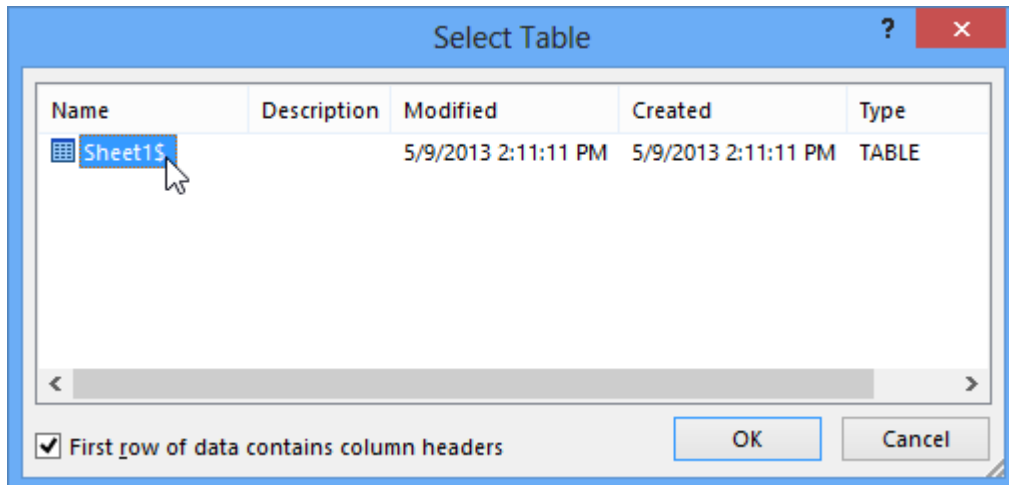 Select Table
? ×
Name Description Modified Created Type
Sheet1$ 5/9/2013 2:11:11 PM 5/9/2013 2:11:11 PM TABLE
First row of data contains column headers OK Cancel